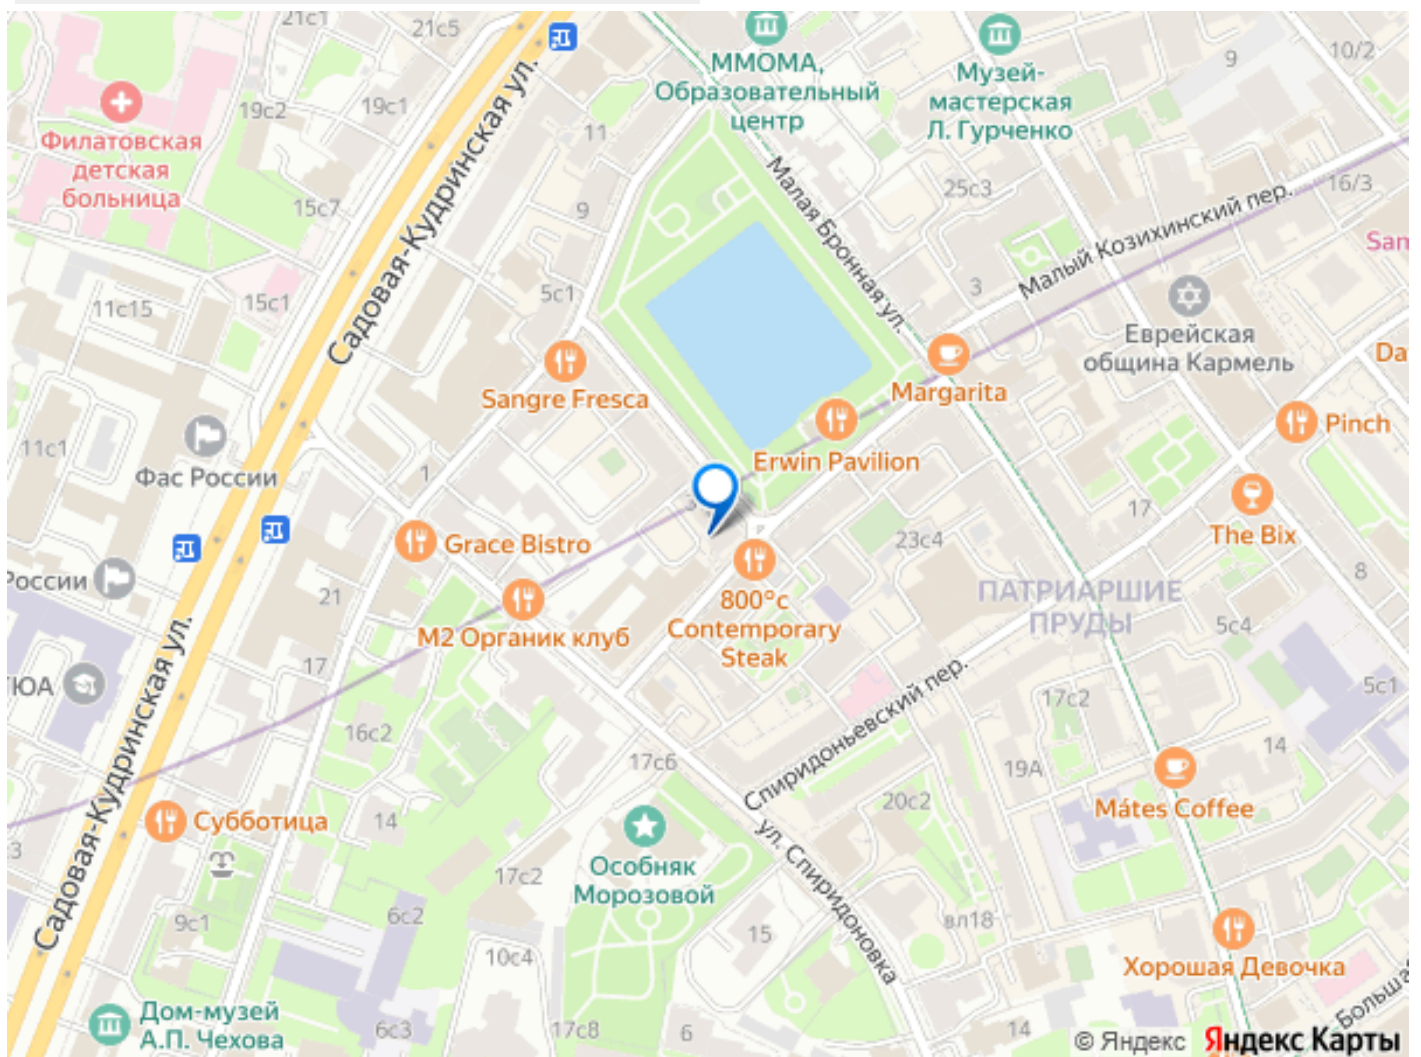 21с1
21с5
ММОМА,
Образовательный
центр
Музей-
мастерская
Л. Гурченко
9
10/2
19с2
19с1
11
Филатовская
детская
больница
15с7
9
25с3
16/3
Садовая-Кудринская ул.
Малая Бронная ул.
Малый Козихинский пер.
11с15
15с1
5с1
3
Еврейская
община Кармель
Sangre Fresca
Margarita
Pinch
11с1
Фас России
1
Erwin Pavilion
17
The Bix
Grace Bistro
23с4
8
России
21
800°c
Contemporary
Steak
ПАТРИАРШИЕ
ПРУДЫ
5с4
М2 Органик клуб
17
ТЮА
Садовая-Кудринская ул.
16с2
17с6
Спиридоньевский пер.
17с2
5с1
14
19А
Субботица
14
20с2
Mátes Coffee
3
ул. Спиридоновка
Особняк
Морозовой
17с2
9с1
6с2
вл18
15
10с4
Хорошая Девочка
Дом-музей
А.П. Чехова
6с3
17с8
6
14
Большая
© Яндекс Яндекс Карты